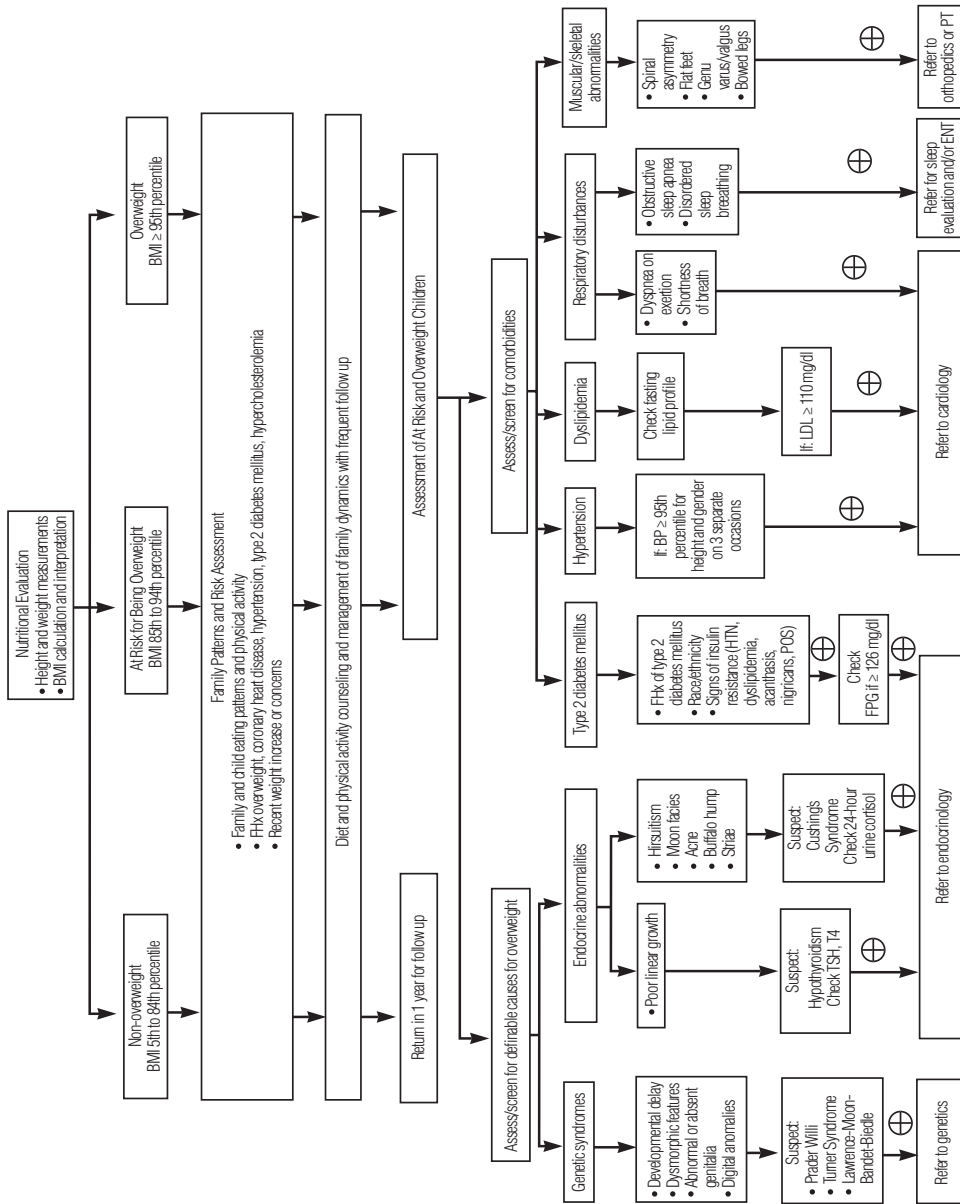 Nutritional Evaluation
• Height and weight measurements
• BMI calculation and interpretation
Non-overweight
BMI 5th to 84th percentile
At Risk for Being Overweight
BMI 85th to 94th percentile
Overweight
BMI ≥ 95th percentile
Family Patterns and Risk Assessment
• Family and child eating patterns and physical activity
• FHx overweight, coronary heart disease, hypertension, type 2 diabetes mellitus, hypercholesterolemia
• Recent weight increase or concerns
Diet and physical activity counseling and management of family dynamics with frequent follow up
Return in 1 year for follow up
Assessment of At Risk and Overweight Children
Assess/screen for definable causes for overweight
Assess/screen for comorbidities
Genetic syndromes
Endocrine abnormalities
Type 2 diabetes mellitus
Hypertension
Dyslipidemia
Respiratory disturbances
Muscular/skeletal
abnormalities
• Developmental delay
• Dysmorphic features
• Abnormal or absent
genitalia
• Digital anomalies
• Poor linear growth
• Hirsuitism
• Moon facies
• Acne
• Buffalo hump
• Striae
• FHx of type 2
diabetes mellitus
• Race/ethnicity
• Signs of insulin
resistance (HTN,
dyslipidemia,
acanthasis,
nigricans, POS)
If: BP ≥ 95th
percentile for
height and gender
on 3 separate
occasions
Check fasting
lipid profile
• Dyspnea on
exertion
• Shortness
of breath
• Obstructive
sleep apnea
• Disordered
sleep
breeathing
• Spinal
asymmetry
• Flat feet
• Genu
varus/valgus
• Bowed legs
Suspect:
• Prader Willi
• Turner Syndrome
• Lawrence-Moon-
Bandet-Biedle
Suspect:
Hypothyroidism
Check TSH, T4
Suspect:
Cushings
Syndrome
Check 24-hour
urine cortisol
Check
FPG if ≥ 126 mg/dl
If: LDL ≥ 110 mg/dl
Refer to genetics
Refer to endocrinology
Refer to cardiology
Refer for sleep
evaluation and/or ENT
Refer to
orthopedics or PT